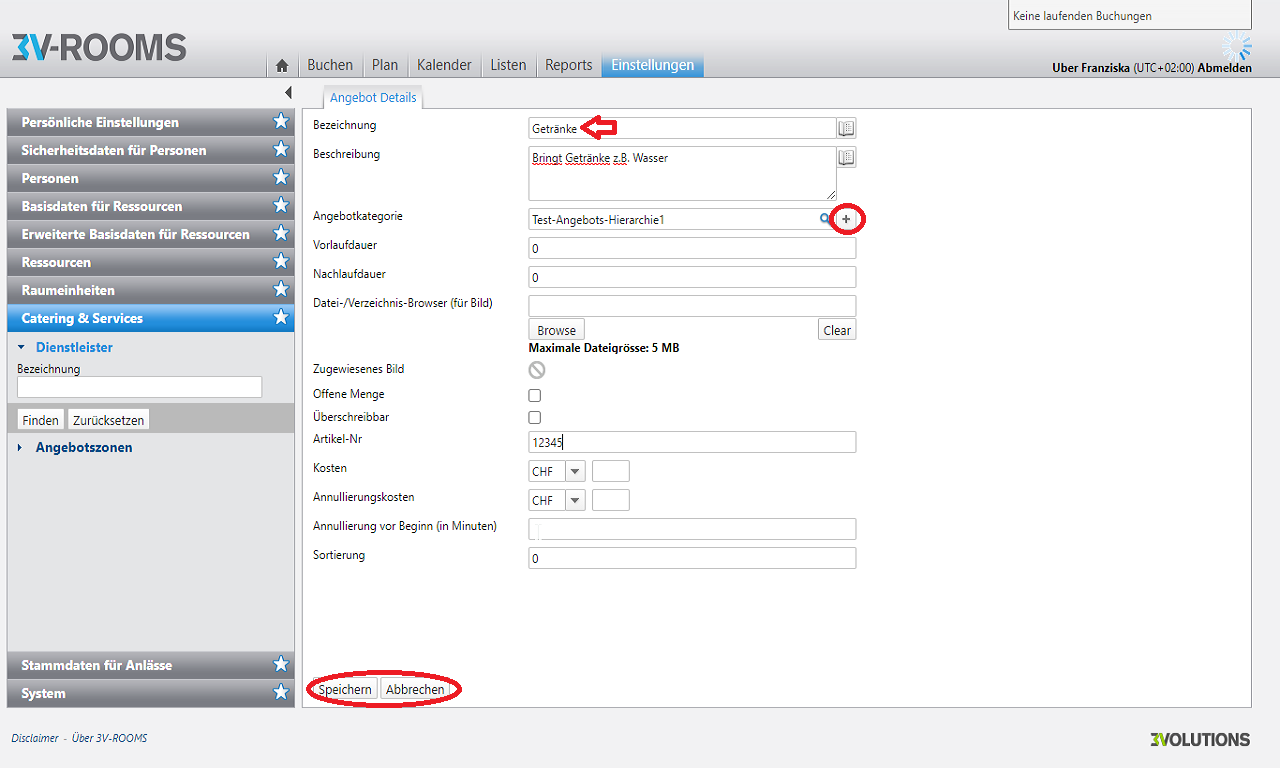 Keine laufenden Buchungen
3V-ROOMS
Buchen Plan Kalender Listen Reports Einstellungen
Uber Franziska (UTC+02:00) Abmelden
Persönliche Einstellungen
Sicherheitsdaten für Personen
Personen
Basisdaten für Ressourcen
Erweiterte Basisdaten für Ressourcen
Ressourcen
Raumeinheiten
Catering & Services
Dienstleister
Bezeichnung
Finden Zurücksetzen
Angebotszonen
Stammdaten für Anlässe
System
Angebot Details
Bezeichnung Getränke
Beschreibung Bringt Getränke z.B. Wasser
Angebotkategorie Test-Angebots-Hierarchie1 +
Vorlaufdauer 0
Nachlaufdauer 0
Datei-/Verzeichnis-Browser (für Bild)
Browse Clear
Maximale Dateigrösse: 5 MB
Zugewiesenes Bild
Offene Menge
Überschreibbar
Artikel-Nr 12345
Kosten CHF
Annullierungskosten CHF
Annullierung vor Beginn (in Minuten)
Sortierung 0
Speichern Abbrechen
Disclaimer - Über 3V-ROOMS
3VOLUTIONS